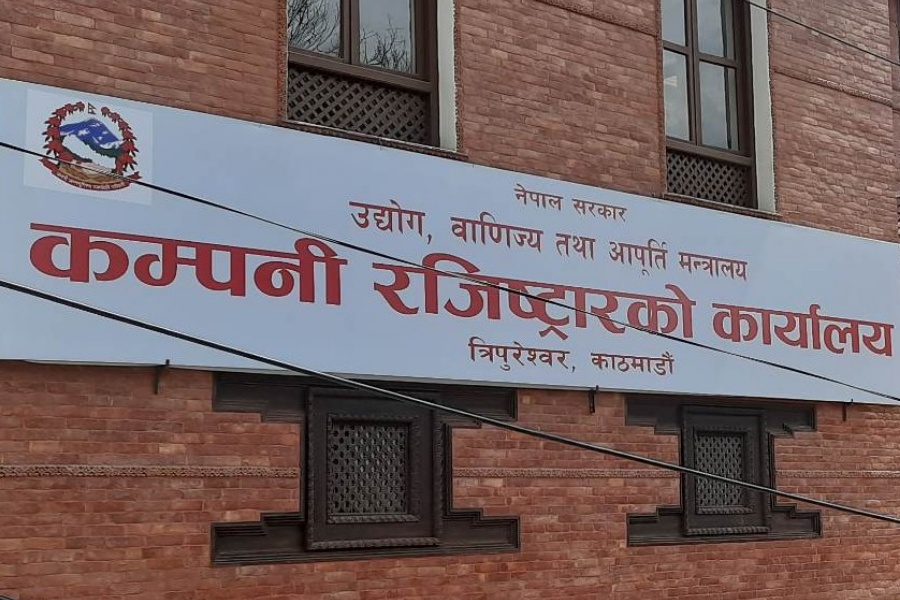 नेपाल सरकार
उद्योग, वाणिज्य तथा आपूर्ति मन्त्रालय
कम्पनी रजिष्ट्रारको कार्यालय
त्रिपुरेश्वर, काठमाडौं